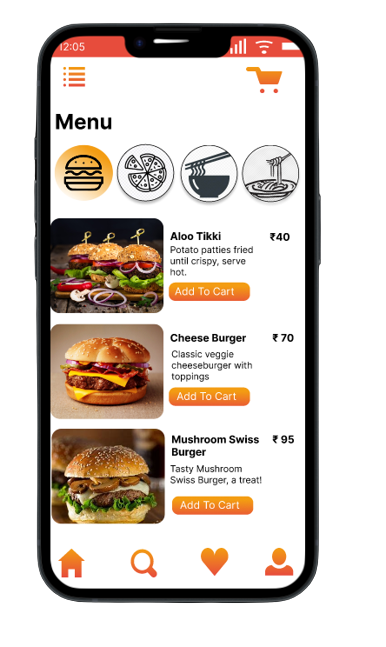 12:05
Menu
Aloo Tikki ₹40
Potato patties fried
until crispy, serve
hot.
Add To Cart
Cheese Burger ₹ 70
Classic veggie
cheeseburger with
toppings
Add To Cart
Mushroom Swiss ₹ 95
Burger
Tasty Mushroom
Swiss Burger, a treat!
Add To Cart